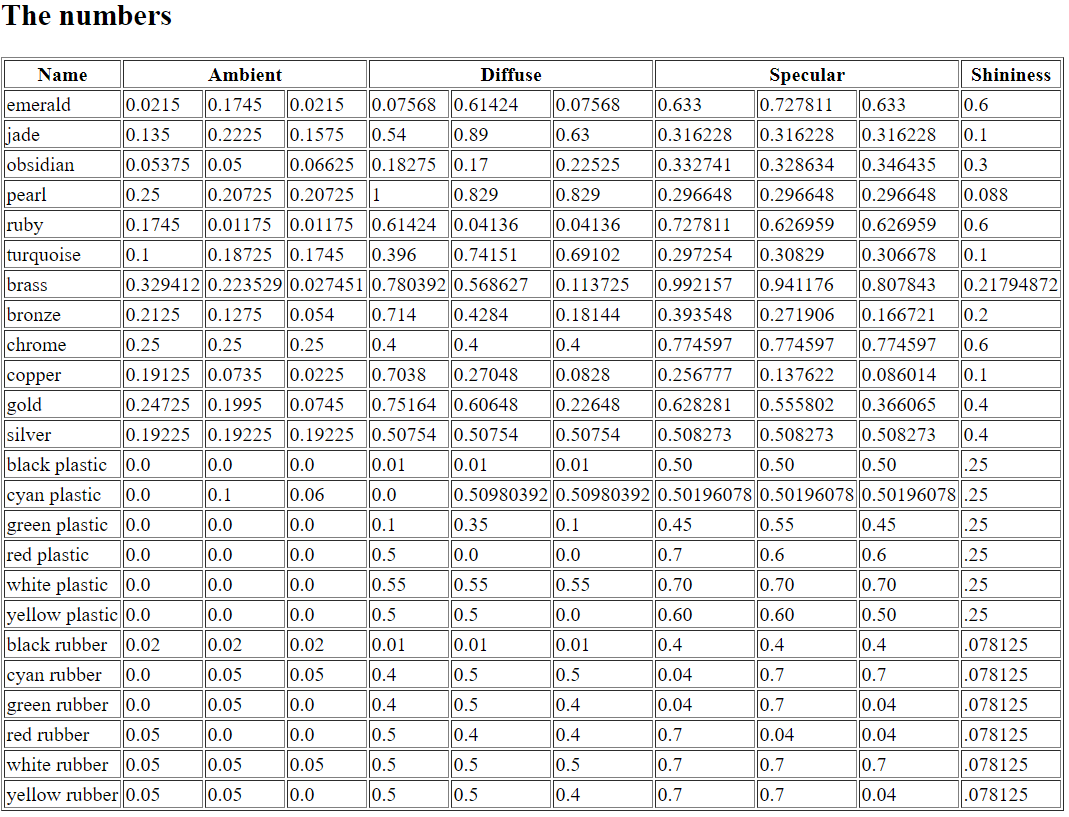 The numbers
Name Ambient Diffuse Specular Shininess
emerald 0.0215 0.1745 0.0215 0.07568 0.61424 0.07568 0.633 0.727811 0.633 0.6
jade 0.135 0.2225 0.1575 0.54 0.89 0.63 0.316228 0.316228 0.316228 0.1
obsidian 0.05375 0.05 0.06625 0.18275 0.17 0.22525 0.332741 0.328634 0.346435 0.3
pearl 0.25 0.20725 0.20725 1 0.829 0.829 0.296648 0.296648 0.296648 0.088
ruby 0.1745 0.01175 0.01175 0.61424 0.04136 0.04136 0.727811 0.626959 0.626959 0.6
turquoise 0.1 0.18725 0.1745 0.396 0.74151 0.69102 0.297254 0.30829 0.306678 0.1
brass 0.329412 0.223529 0.027451 0.780392 0.568627 0.113725 0.992157 0.941176 0.807843 0.21794872
bronze 0.2125 0.1275 0.054 0.714 0.4284 0.18144 0.393548 0.271906 0.166721 0.2
chrome 0.25 0.25 0.25 0.4 0.4 0.4 0.774597 0.774597 0.774597 0.6
copper 0.19125 0.0735 0.0225 0.7038 0.27048 0.0828 0.256777 0.137622 0.086014 0.1
gold 0.24725 0.1995 0.0745 0.75164 0.60648 0.22648 0.628281 0.555802 0.366065 0.4
silver 0.19225 0.19225 0.19225 0.50754 0.50754 0.50754 0.508273 0.508273 0.508273 0.4
black plastic 0.0 0.0 0.0 0.01 0.01 0.01 0.50 0.50 0.50 .25
cyan plastic 0.0 0.1 0.06 0.0 0.50980392 0.50980392 0.50196078 0.50196078 0.50196078 .25
green plastic 0.0 0.0 0.0 0.1 0.35 0.1 0.45 0.55 0.45 .25
red plastic 0.0 0.0 0.0 0.5 0.0 0.0 0.7 0.6 0.6 .25
white plastic 0.0 0.0 0.0 0.55 0.55 0.55 0.70 0.70 0.70 .25
yellow plastic 0.0 0.0 0.0 0.5 0.5 0.0 0.60 0.60 0.50 .25
black rubber 0.02 0.02 0.02 0.01 0.01 0.01 0.4 0.4 0.4 .078125
cyan rubber 0.0 0.05 0.05 0.4 0.5 0.5 0.04 0.7 0.7 .078125
green rubber 0.0 0.05 0.0 0.4 0.5 0.4 0.04 0.7 0.04 .078125
red rubber 0.05 0.0 0.0 0.5 0.4 0.4 0.7 0.04 0.04 .078125
white rubber 0.05 0.05 0.05 0.5 0.5 0.5 0.7 0.7 0.7 .078125
yellow rubber 0.05 0.05 0.0 0.5 0.5 0.4 0.7 0.7 0.04 .078125